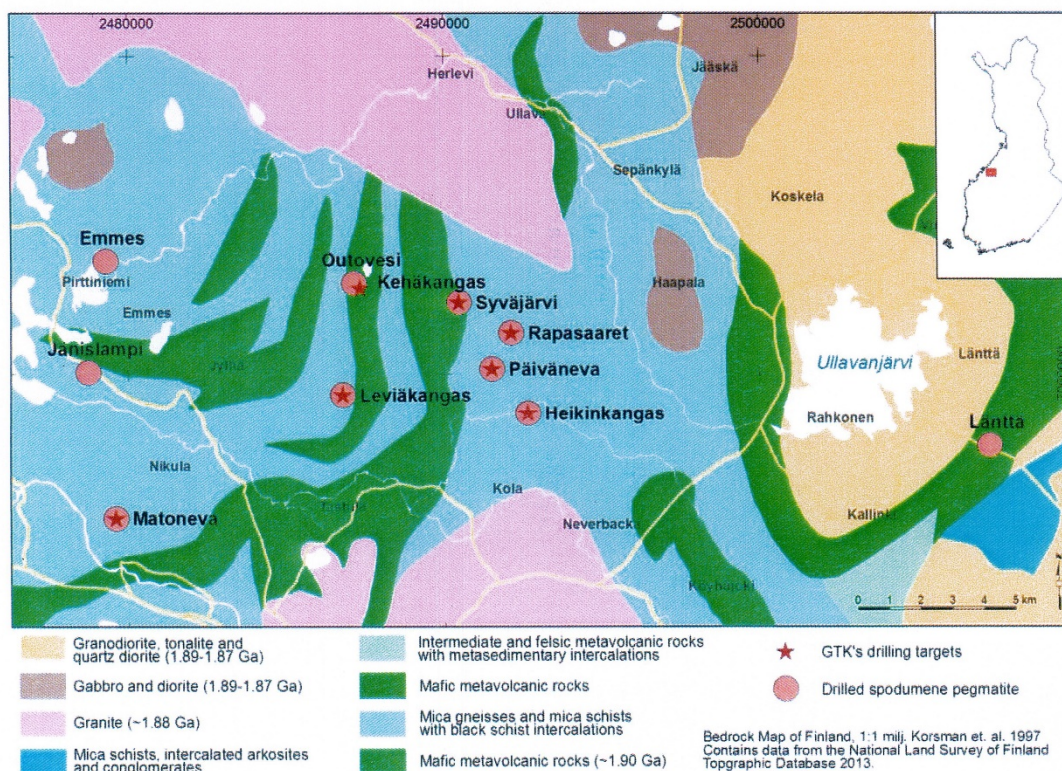 2480000
2490000
2500000
Herlevi
Jääskä
Ullava
Sepänkylä
Koskela
Emmes
Pirttiniemi
Outovesi
Kehäkangas
Haapala
Syväjärvi
Emmes
Rapasaaret
Jänislampi
Ullavanjärvi
Länttä
Jylhä
Päiväneva
Leviäkangas
Heikinkangas
Rahkonen
Länttä
Nikula
Kola
Matoneva
Neverbacka
Kallinki
0 1 2 3 4 5 km
Granodiorite, tonalite and
quartz diorite (1.89-1.87 Ga)
Gabbro and diorite (1.89-1.87 Ga)
Granite (~1.88 Ga)
Mica schists, intercalated arkosites
and conglomerates
Intermediate and felsic metavolcanic rocks
with metasedimentary intercalations
Mafic metavolcanic rocks
Mica gneisses and mica schists
with black schist intercalations
Mafic metavolcanic rocks (~1.90 Ga)
GTK's drilling targets
Drilled spodumene pegmatite
Bedrock Map of Finland, 1:1 milj. Korsman et. al. 1997
Contains data from the National Land Survey of Finland
Topgraphic Database 2013.